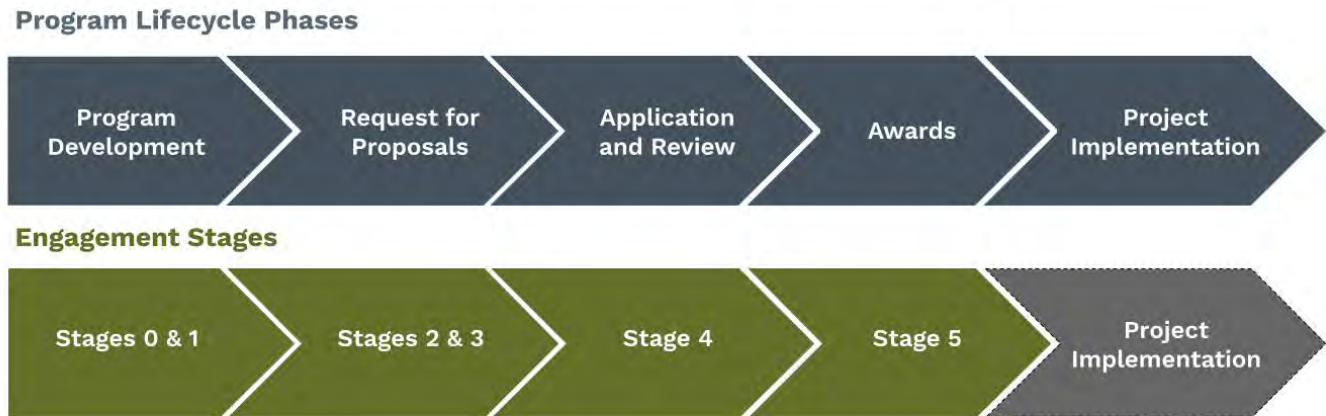 Program Lifecycle Phases
Program
Development
Request for
Proposals
Application
and Review
Awards
Project
Implementation
Engagement Stages
Stages 0 & 1
Stages 2 & 3
Stage 4
Stage 5
Project
Implementation